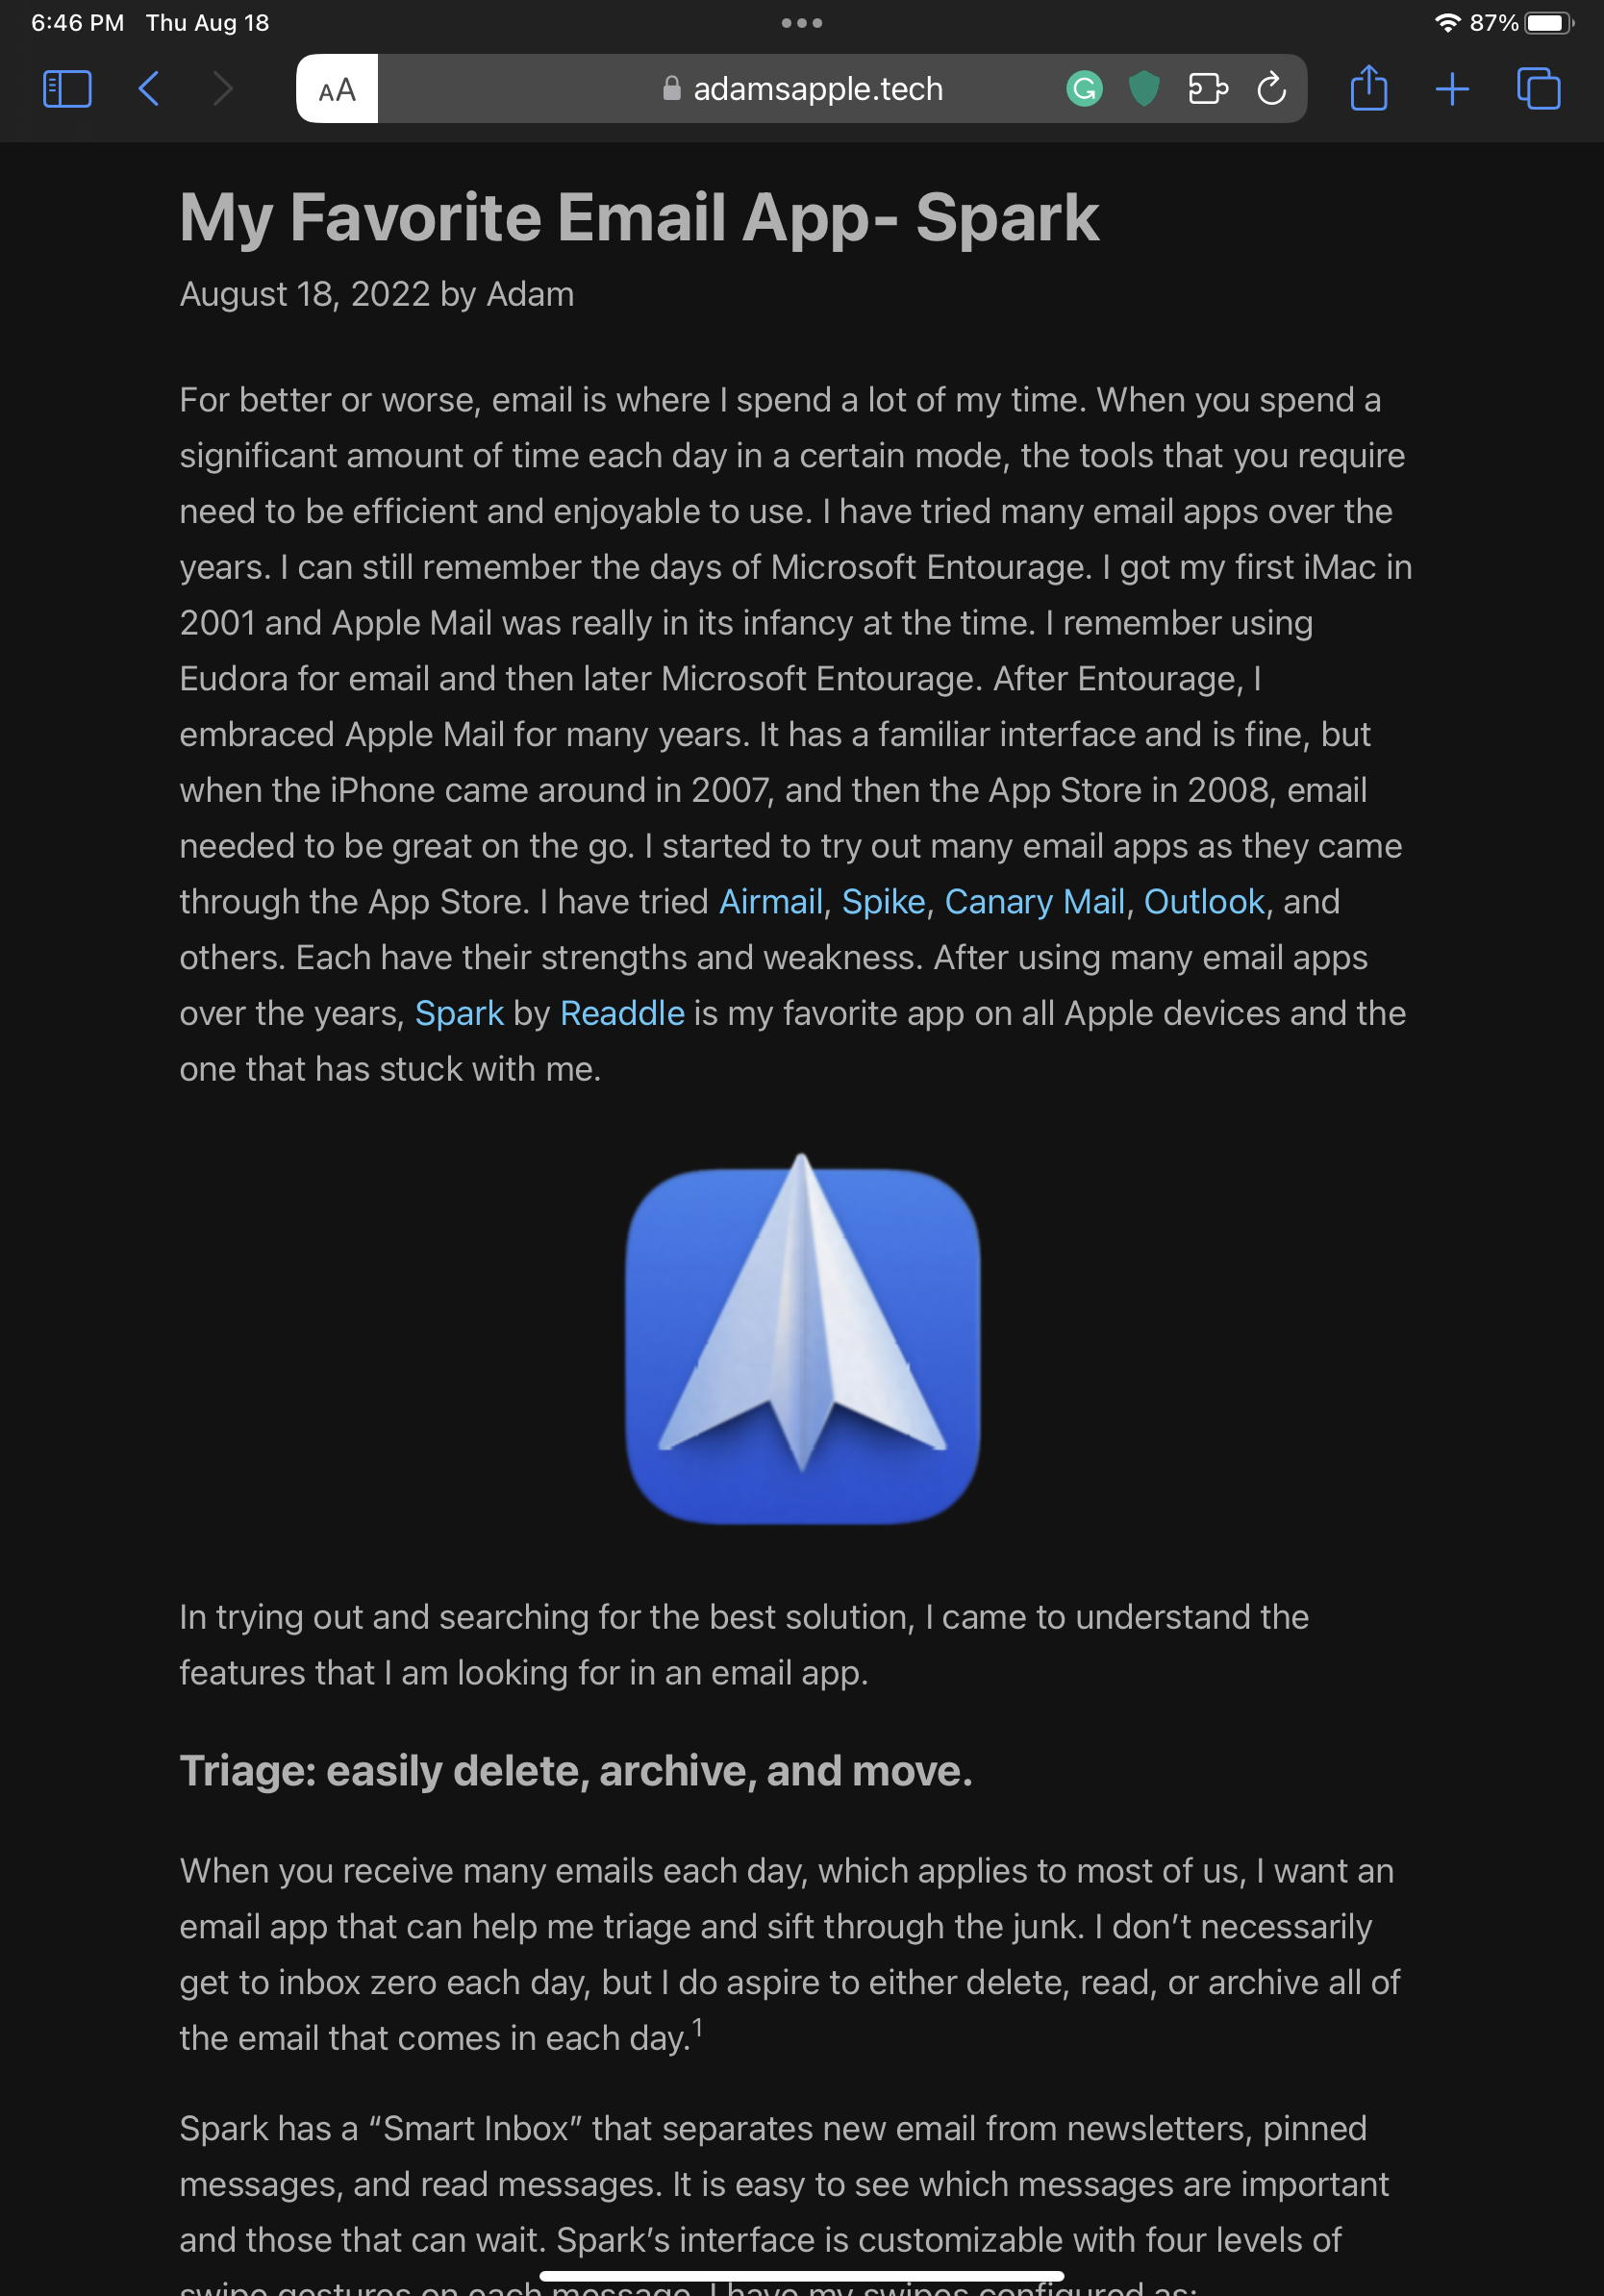 6:46 PM Thu Aug 18
87%
AA
adamsapple.tech
My Favorite Email App- Spark
August 18, 2022 by Adam
For better or worse, email is where I spend a lot of my time. When you spend a
significant amount of time each day in a certain mode, the tools that you require
need to be efficient and enjoyable to use. I have tried many email apps over the
years. I can still remember the days of Microsoft Entourage. I got my first iMac in
2001 and Apple Mail was really in its infancy at the time. I remember using
Eudora for email and then later Microsoft Entourage. After Entourage, I
embraced Apple Mail for many years. It has a familiar interface and is fine, but
when the iPhone came around in 2007, and then the App Store in 2008, email
needed to be great on the go. I started to try out many email apps as they came
through the App Store. I have tried Airmail, Spike, Canary Mail, Outlook, and
others. Each have their strengths and weakness. After using many email apps
over the years, Spark by Readdle is my favorite app on all Apple devices and the
one that has stuck with me.
In trying out and searching for the best solution, I came to understand the
features that I am looking for in an email app.
Triage: easily delete, archive, and move.
When you receive many emails each day, which applies to most of us, I want an
email app that can help me triage and sift through the junk. I don’t necessarily
get to inbox zero each day, but I do aspire to either delete, read, or archive all of
the email that comes in each day.1
Spark has a “Smart Inbox” that separates new email from newsletters, pinned
messages, and read messages. It is easy to see which messages are important
and those that can wait. Spark’s interface is customizable with four levels of
swipe gestures on each message. I have my swipes configured as: